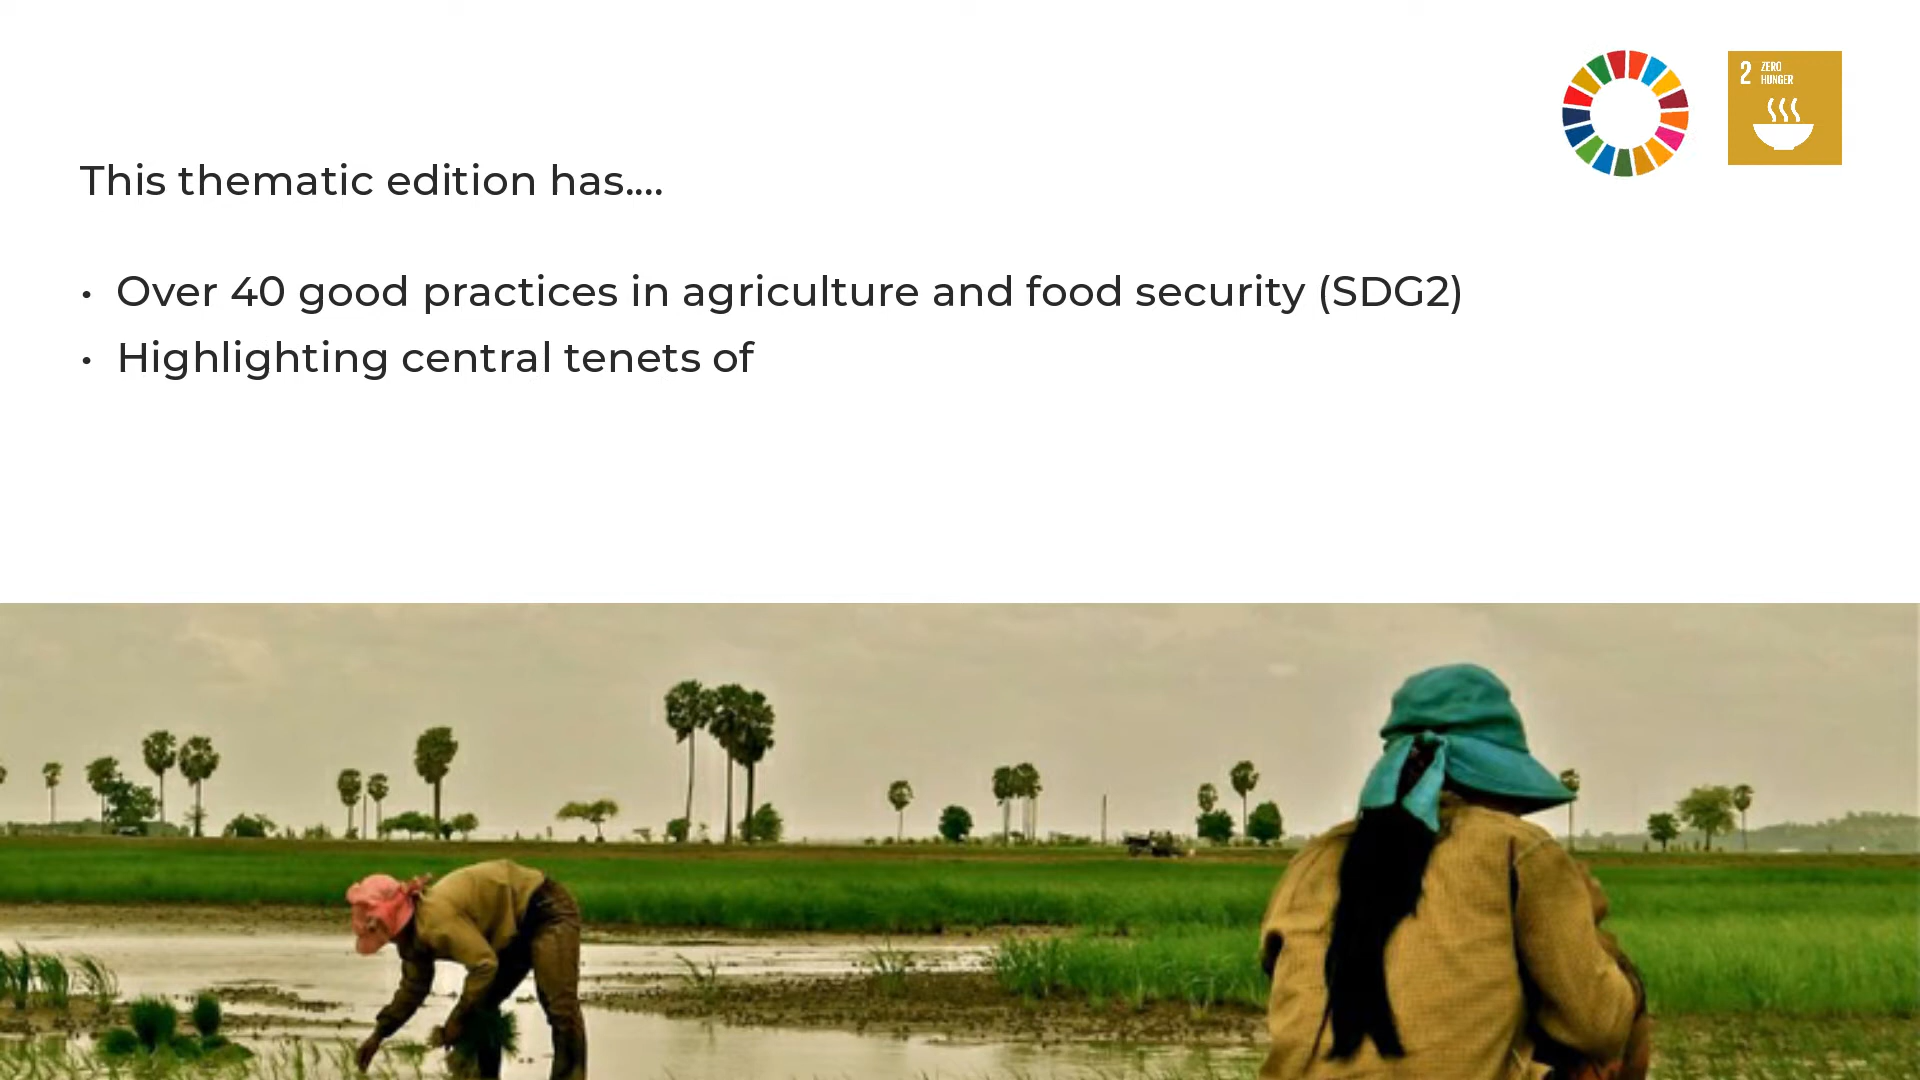 2 ZERO
HUNGER
This thematic edition has....
• Over 40 good practices in agriculture and food security (SDG2)
• Highlighting central tenets of